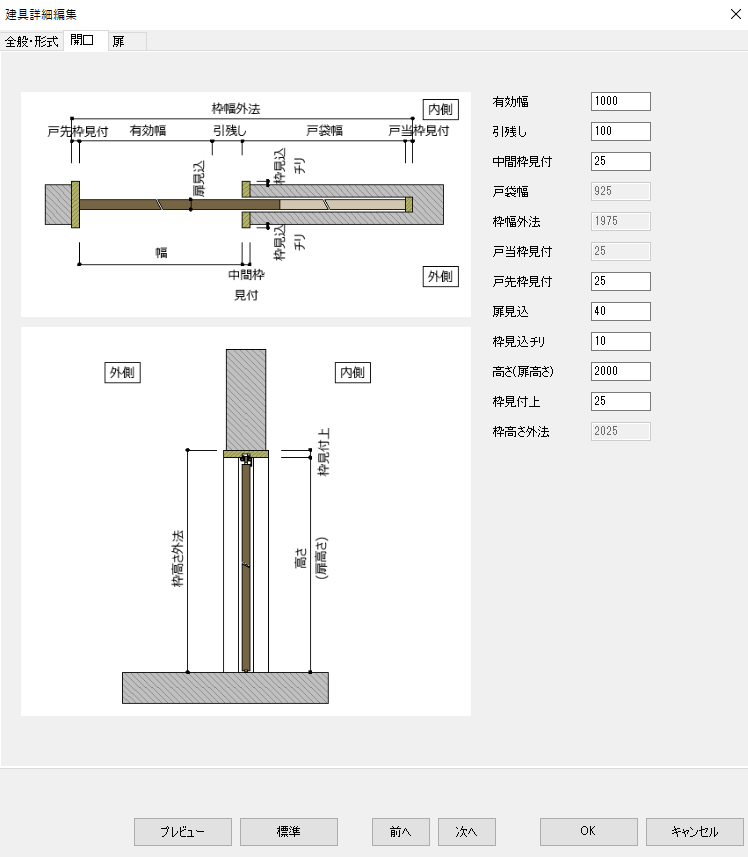 建具詳細編集
全般・形式 開口 扉
枠幅外法
内側
戸先枠見付 有効幅 引残し 戸袋幅 戸当枠見付
扉見込
枠見込
チリ
枠見込
チリ
幅
中間枠
見付
外側
外側
内側
枠見付上
枠高さ外法
高さ
(扉高さ)
有効幅 1000
引残し 100
中間枠見付 25
戸袋幅 925
枠幅外法 1975
戸当枠見付 25
戸先枠見付 25
扉見込 40
枠見込チリ 10
高さ(扉高さ) 2000
枠見付上 25
枠高さ外法 2025
プレビュー 標準 前へ 次へ OK キャンセル